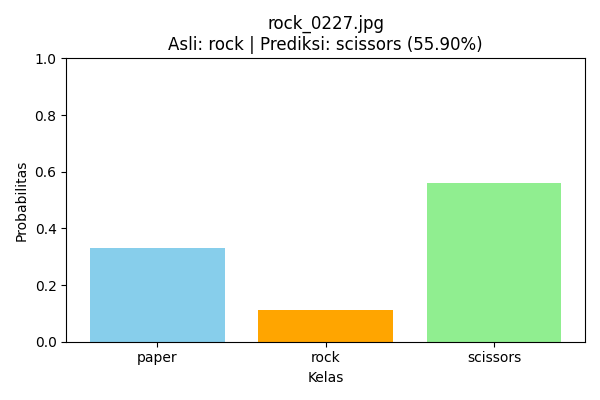 rock_0227.jpg
Asli: rock | Prediksi: scissors (55.90%)
1.0
0.8
0.6
0.4
0.2
0.0
Probabilitas
paper rock scissors
Kelas